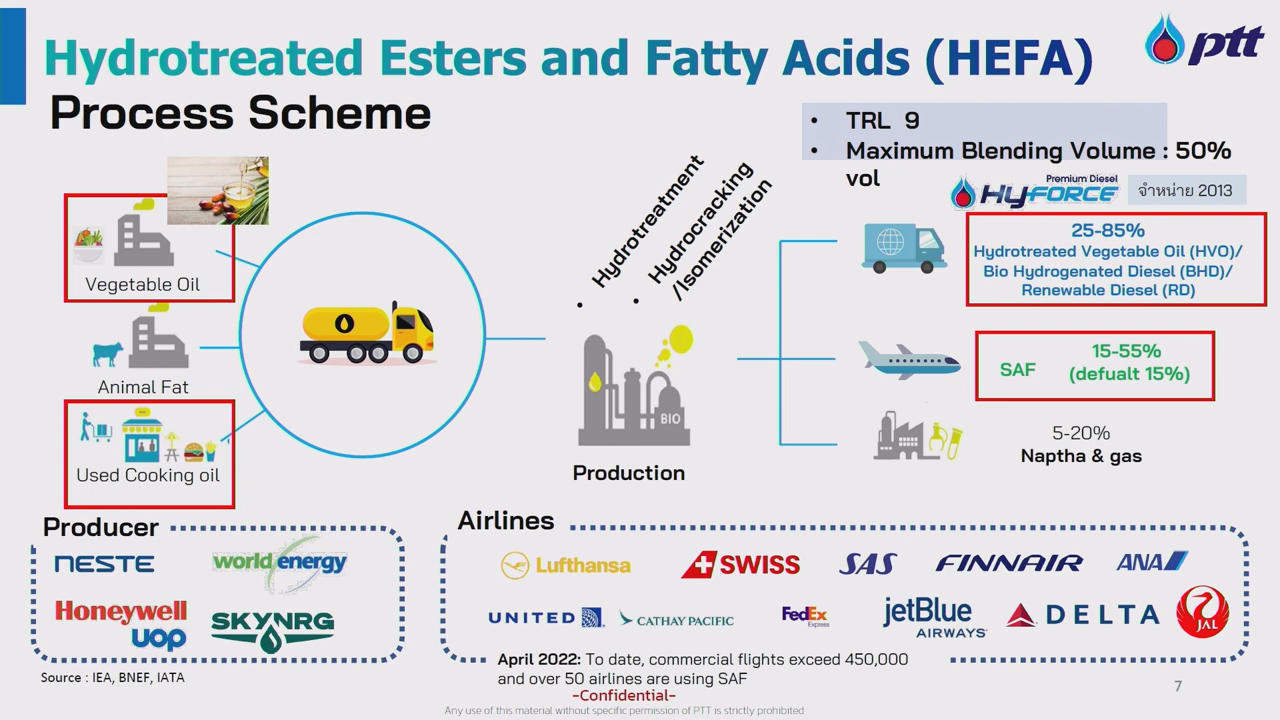 Hydrotreated Esters and Fatty Acids (HEFA)
ptt
Process Scheme
• TRL 9
• Maximum Blending Volume : 50%
vol
Premium Diesel
HyFORCE
จำหน่าย 2013
Vegetable Oil
Animal Fat
Used Cooking oil
• Hydrotreatment
• Hydrocracking
/Isomerization
BIO
Production
25-85%
Hydrotreated Vegetable Oil (HVO)/
Bio Hydrogenated Diesel (BHD)/
Renewable Diesel (RD)
SAF
15-55%
(defualt 15%)
5-20%
Naptha & gas
Producer
NESTE
worldenergy
Honeywell
uop
SKYNRG
Airlines
Lufthansa
SWISS
SAS
FINNAIR
ANA
UNITED
CATHAY PACIFIC
FedEx
Express
jetBlue
AIRWAYS
DELTA
JAL
April 2022: To date, commercial flights exceed 450,000
and over 50 airlines are using SAF
Source : IEA, BNEF, IATA
-Confidential-
Any use of this material without specific permission of PTT is strictly prohibited
7